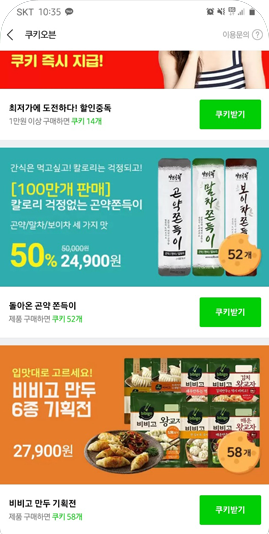 SKT 10:35
쿠키오븐
이용문의 ?
쿠키 즉시 지급!
최저가에 도전하다! 할인중독
1만원 이상 구매하면 쿠키 14개
쿠키받기
간식은 먹고싶고! 칼로리는 걱정되고!
[100만개 판매]
칼로리 걱정없는 곤약쫀득이
곤약/말차/보이차 세 가지 맛
50% 50,000원 24,900원
곤약쫀득이
말차쫀득이
보이차쫀득이
52개
돌아온 곤약 쫀득이
제품 구매하면 쿠키 52개
쿠키받기
입맛대로 고르세요!
비비고 만두
6종 기획전
27,900원
비비고
왕교자
58개
비비고 만두 기획전
제품 구매하면 쿠키 58개
쿠키받기